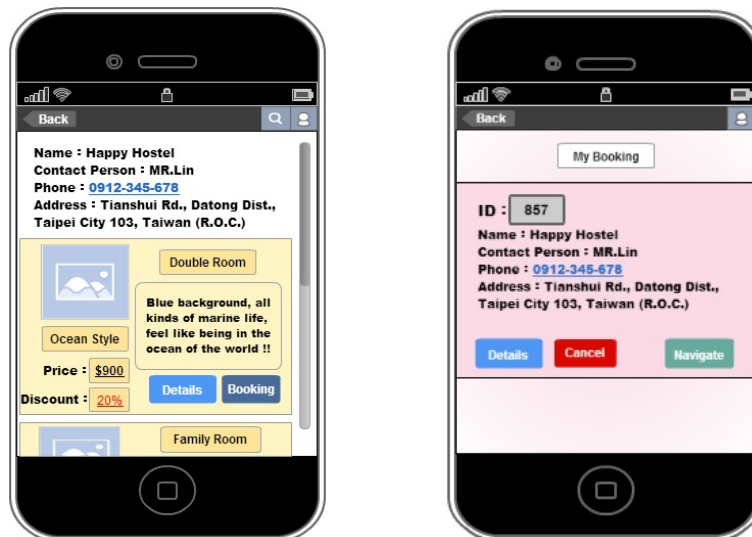 Back
Name：Happy Hostel
Contact Person：MR.Lin
Phone：0912-345-678
Address：Tianshui Rd., Datong Dist.,
Taipei City 103, Taiwan (R.O.C.)
Double Room
Blue background, all
kinds of marine life,
feel like being in the
ocean of the world !!
Ocean Style
Price：$900
Discount：20%
Details
Booking
Family Room
Back
My Booking
ID：857
Name：Happy Hostel
Contact Person：MR.Lin
Phone：0912-345-678
Address：Tianshui Rd., Datong Dist.,
Taipei City 103, Taiwan (R.O.C.)
Details
Cancel
Navigate